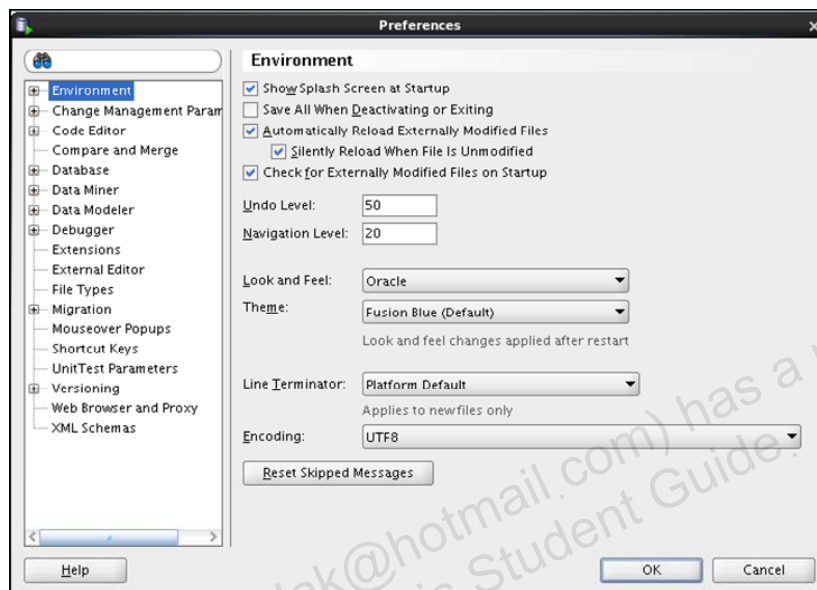 Preferences
Environment
Change Management Param
Code Editor
Compare and Merge
Database
Data Miner
Data Modeler
Debugger
Extensions
External Editor
File Types
Migration
Mouseover Popups
Shortcut Keys
UnitTest Parameters
Versioning
Web Browser and Proxy
XML Schemas
Environment
Show Splash Screen at Startup
Save All When Deactivating or Exiting
Automatically Reload Externally Modified Files
Silently Reload When File Is Unmodified
Check for Externally Modified Files on Startup
Undo Level: 50
Navigation Level: 20
Look and Feel: Oracle
Theme: Fusion Blue (Default)
Look and feel changes applied after restart
Line Terminator: Platform Default
Applies to new files only
Encoding: UTF8
Reset Skipped Messages
Help
OK Cancel
hotmail.com) has a
Student Guide.